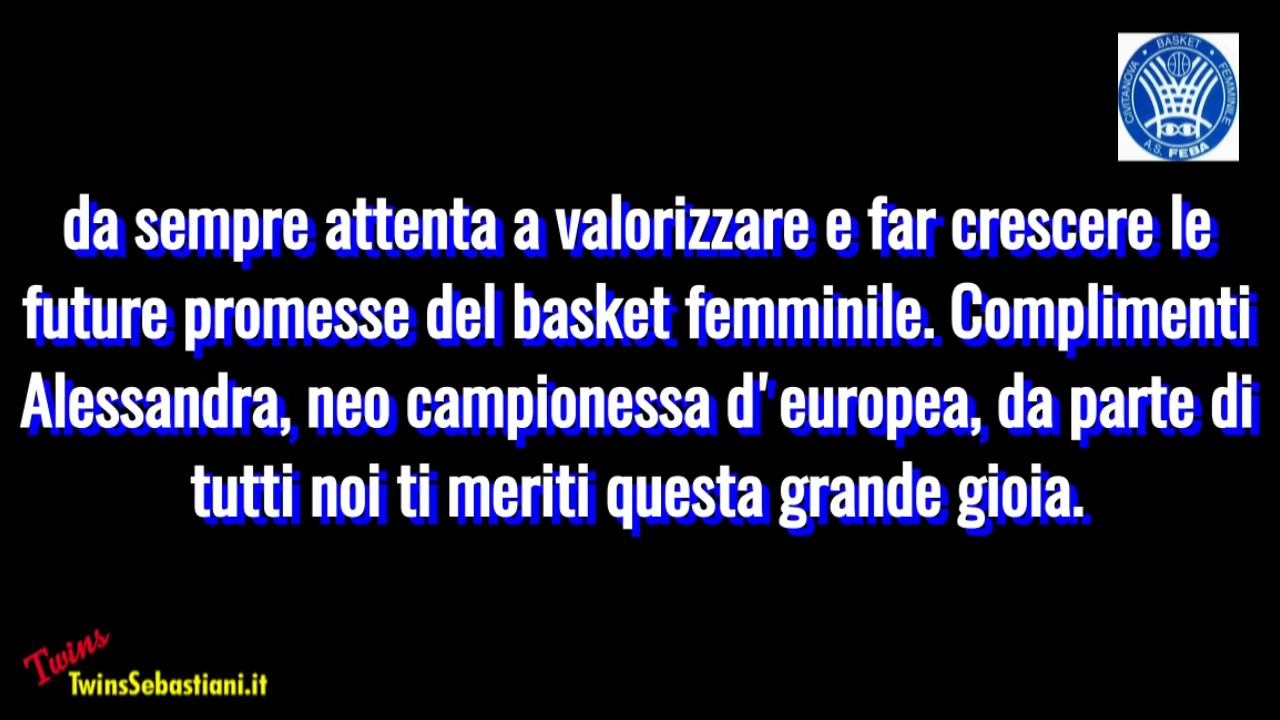 BASKET
CIVITANOVA
FEMMINILE
A.S. FEBA
da sempre attenta a valorizzare e far crescere le
future promesse del basket femminile. Complimenti
Alessandra, neo campionessa d'europea, da parte di
tutti noi ti meriti questa grande gioia.
Twins
TwinsSebastiani.it